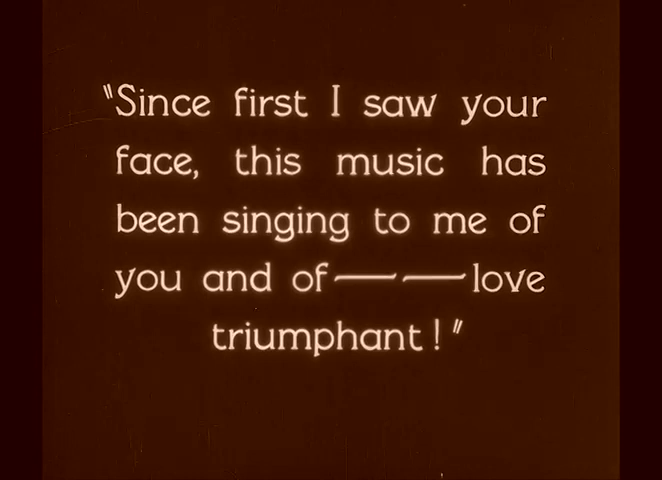 "Since first I saw your
face, this music has
been singing to me of
you and of — — love
triumphant!"